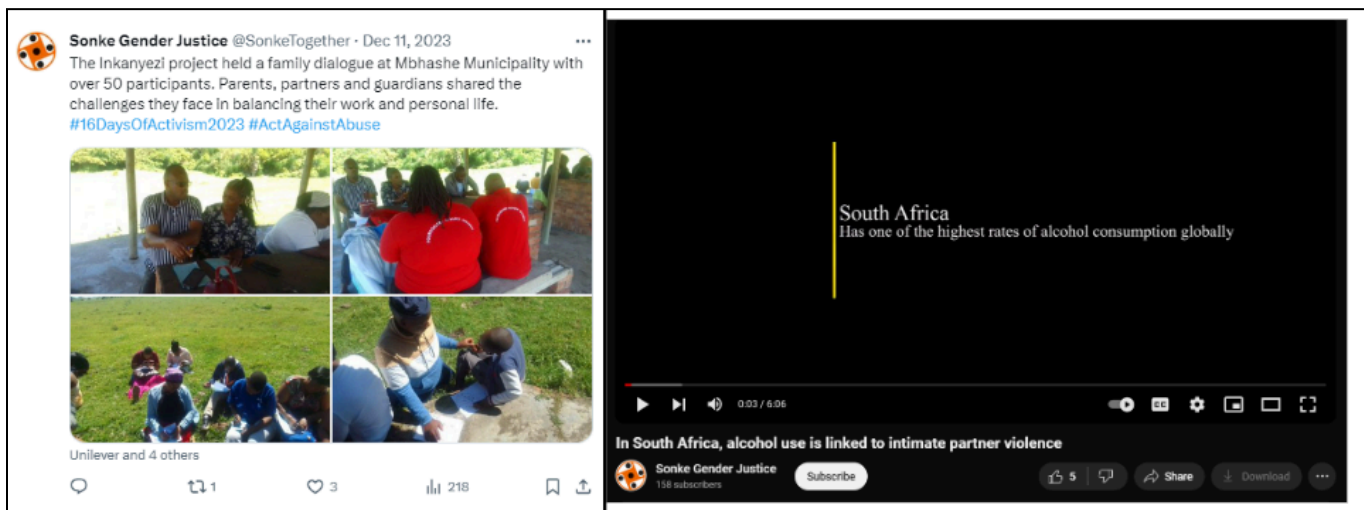 Sonke Gender Justice @SonkeTogether · Dec 11, 2023
The Inkanyezi project held a family dialogue at Mbhashe Municipality with
over 50 participants. Parents, partners and guardians shared the
challenges they face in balancing their work and personal life.
#16DaysOfActivism2023 #ActAgainstAbuse
Unilever and 4 others
1
3
218
South Africa
Has one of the highest rates of alcohol consumption globally
0:03 / 6:06
CC
In South Africa, alcohol use is linked to intimate partner violence
Sonke Gender Justice
158 subscribers
Subscribe
5
Share
Download